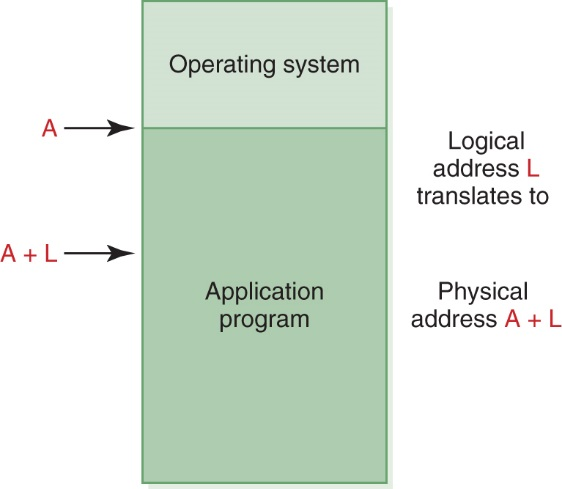 Operating system
A
Logical
address L
translates to
A + L
Application
program
Physical
address A + L